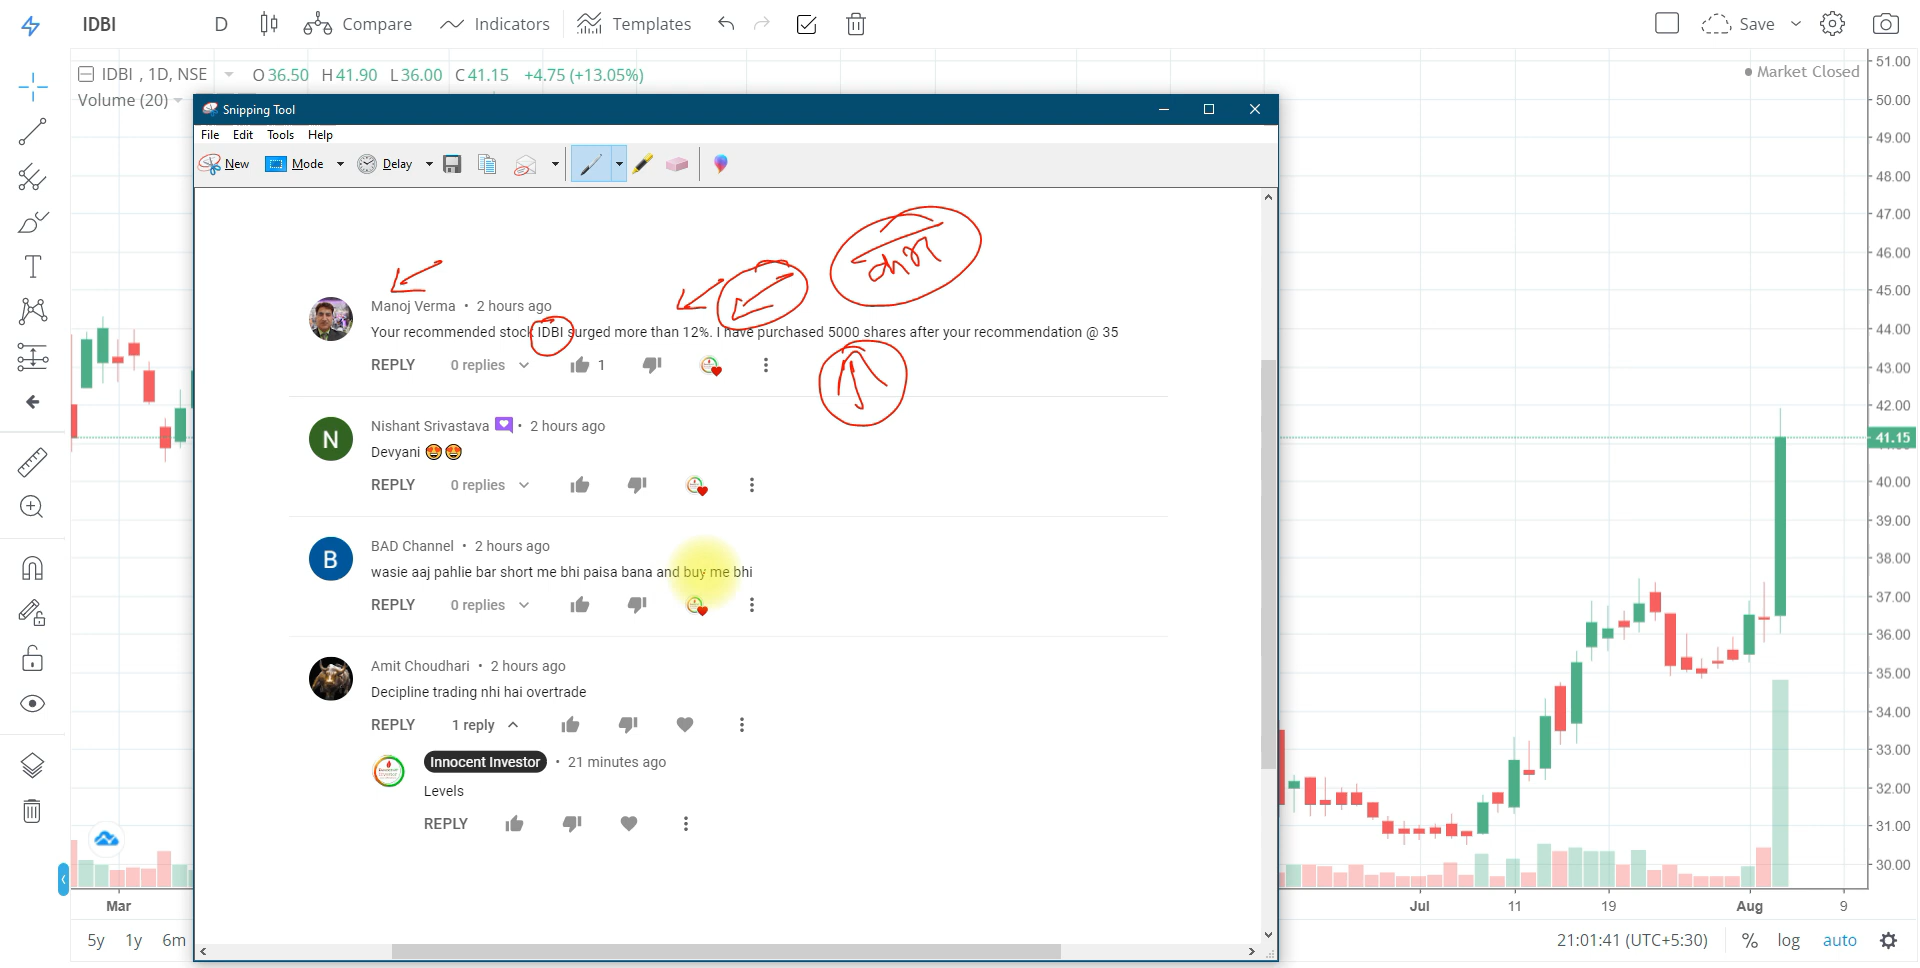 IDBI
D
Compare
Indicators
Templates
Save
IDBI , 1D, NSE
O36.50 H41.90 L36.00 C41.15 +4.75 (+13.05%)
Market Closed
Volume (20)
Snipping Tool
File Edit Tools Help
New Mode Delay
Manoj Verma • 2 hours ago
Your recommended stock IDBI surged more than 12%. I have purchased 5000 shares after your recommendation @ 35
REPLY 0 replies 1
Nishant Srivastava • 2 hours ago
Devyani
REPLY 0 replies
BAD Channel • 2 hours ago
wasie aaj pahlie bar short me bhi paisa bana and buy me bhi
REPLY 0 replies
Amit Choudhari • 2 hours ago
Decipline trading nhi hai overtrade
REPLY 1 reply
Innocent Investor • 21 minutes ago
Levels
REPLY
51.00
50.00
49.00
48.00
47.00
46.00
45.00
44.00
43.00
42.00
41.15
40.00
39.00
38.00
37.00
36.00
35.00
34.00
33.00
32.00
31.00
30.00
Mar Jul 11 19 Aug 9
5y 1y 6m 21:01:41 (UTC+5:30) % log auto